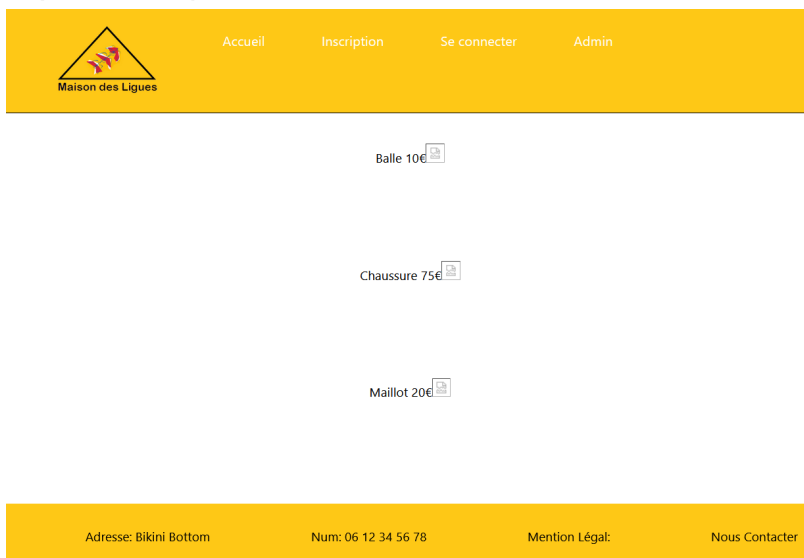 Accueil Inscription Se connecter Admin
Maison des Ligues
Balle 10€
Chaussure 75€
Maillot 20€
Adresse: Bikini Bottom Num: 06 12 34 56 78 Mention Légal: Nous Contacter